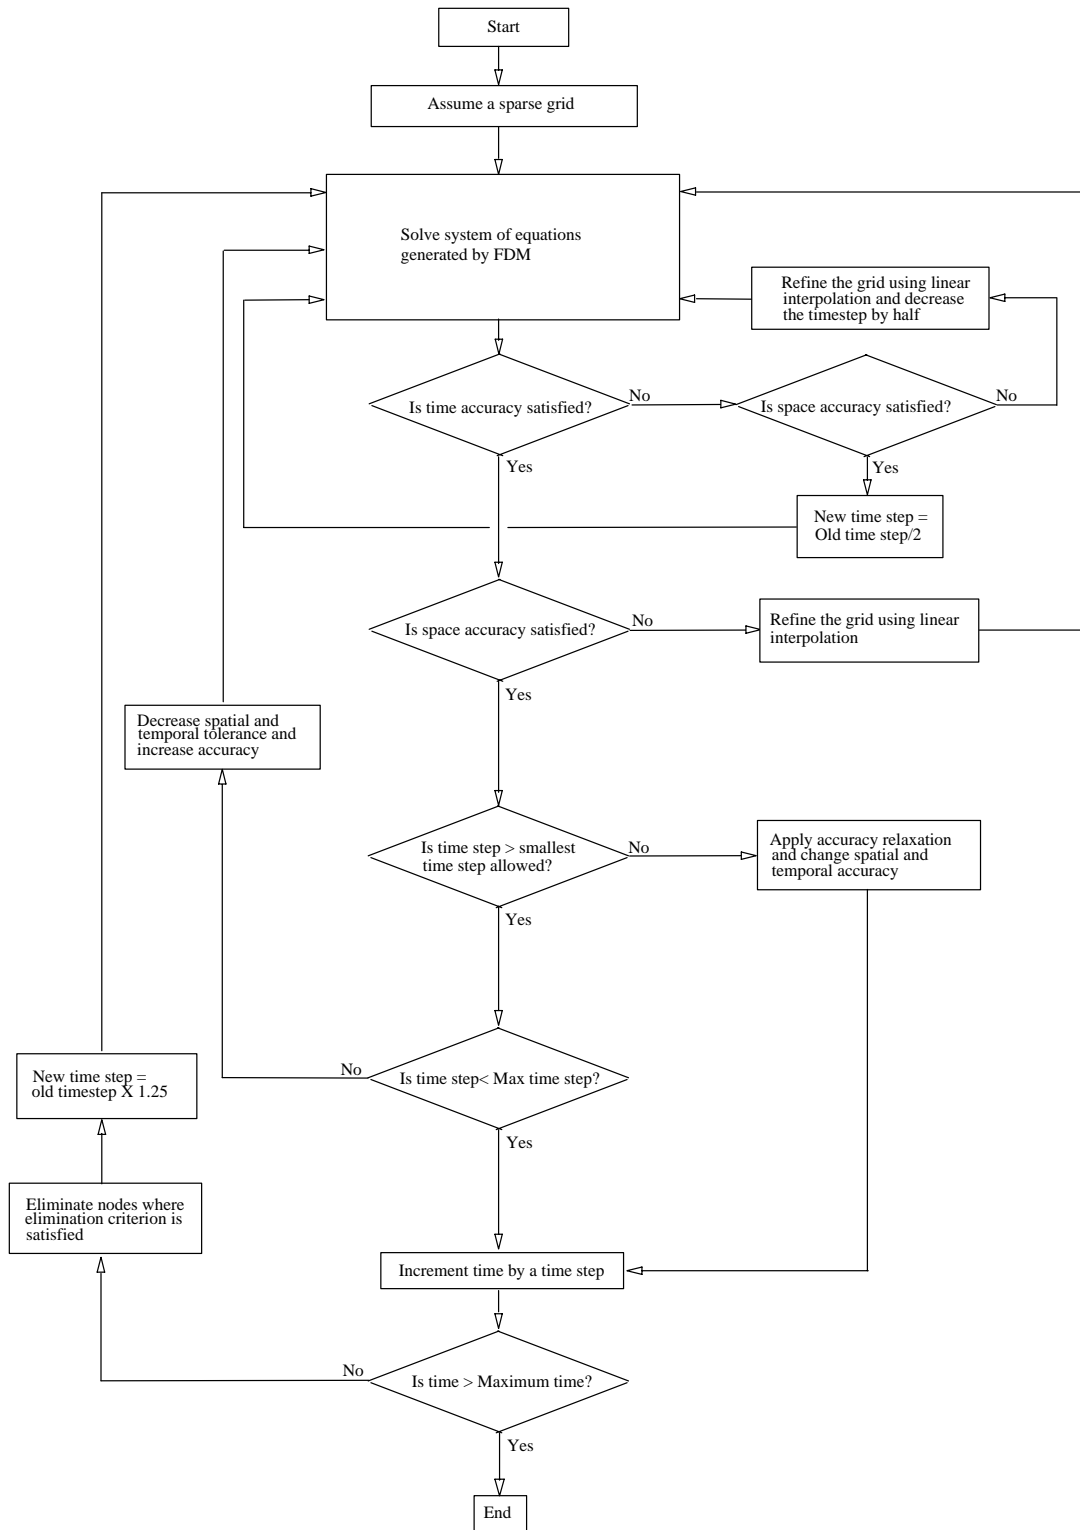 Start
Assume a sparse grid
Solve system of equations
generated by FDM
Refine the grid using linear
interpolation and decrease
the timestep by half
Is time accuracy satisfied?
No
Is space accuracy satisfied?
No
Yes
Yes
New time step =
Old time step/2
Is space accuracy satisfied?
No
Refine the grid using linear
interpolation
Yes
Decrease spatial and
temporal tolerance and
increase accuracy
Is time step > smallest
time step allowed?
No
Apply accuracy relaxation
and change spatial and
temporal accuracy
Yes
New time step =
old timestep X 1.25
No
Is time step< Max time step?
Yes
Eliminate nodes where
elimination criterion is
satisfied
Increment time by a time step
No
Is time > Maximum time?
Yes
End